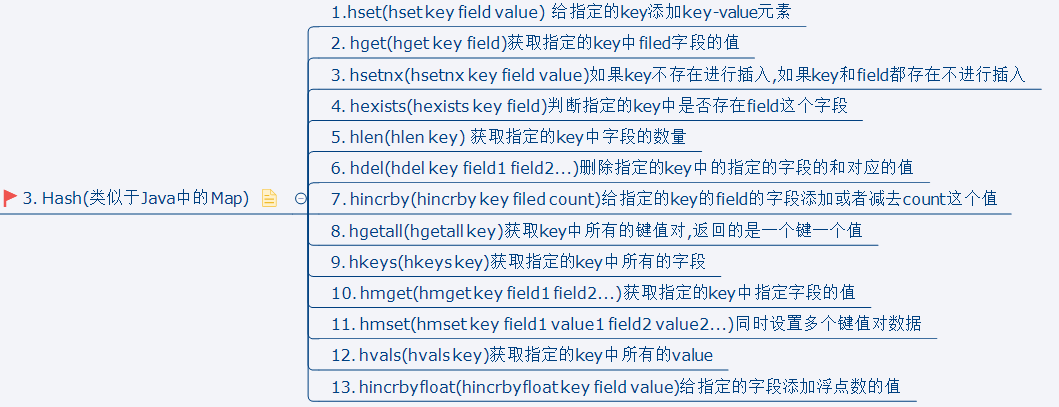 1.hset(hset key field value) 给指定的key添加key-value元素
2. hget(hget key field)获取指定的key中filed字段的值
3. hsetnx(hsetnx key field value)如果key不存在进行插入,如果key和field都存在不进行插入
4. hexists(hexists key field)判断指定的key中是否存在field这个字段
5. hlen(hlen key) 获取指定的key中字段的数量
6. hdel(hdel key field1 field2...)删除指定的key中的指定的字段的和对应的值
3. Hash(类似于Java中的Map)
7. hincrby(hincrby key filed count)给指定的key的field的字段添加或者减去count这个值
8. hgetall(hgetall key)获取key中所有的键值对,返回的是一个键一个值
9. hkeys(hkeys key)获取指定的key中所有的字段
10. hmget(hmget key field1 field2...)获取指定的key中指定字段的值
11. hmset(hmset key field1 value1 field2 value2...)同时设置多个键值对数据
12. hvals(hvals key)获取指定的key中所有的value
13. hincrbyfloat(hincrbyfloat key field value)给指定的字段添加浮点数的值